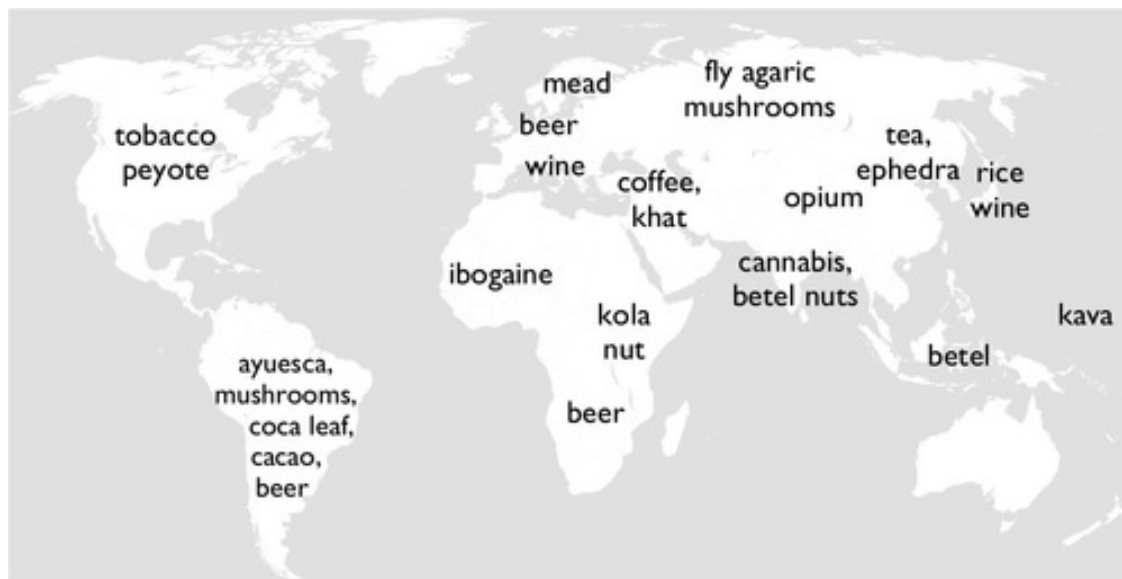 tobacco
peyote
mead
beer
wine
fly agaric
mushrooms
tea,
ephedra
rice
wine
coffee,
khat
opium
ibogaine
cannabis,
betel nuts
kola
nut
kava
betel
beer
ayuesca,
mushrooms,
coca leaf,
cacao,
beer